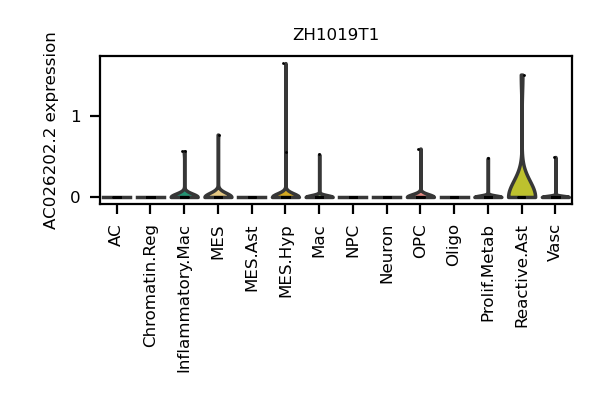 ZH1019T1
AC026202.2 expression
1
0
AC
Chromatin.Reg
Inflammatory.Mac
MES
MES.Ast
MES.Hyp
Mac
NPC
Neuron
OPC
Oligo
Prolif.Metab
Reactive.Ast
Vasc